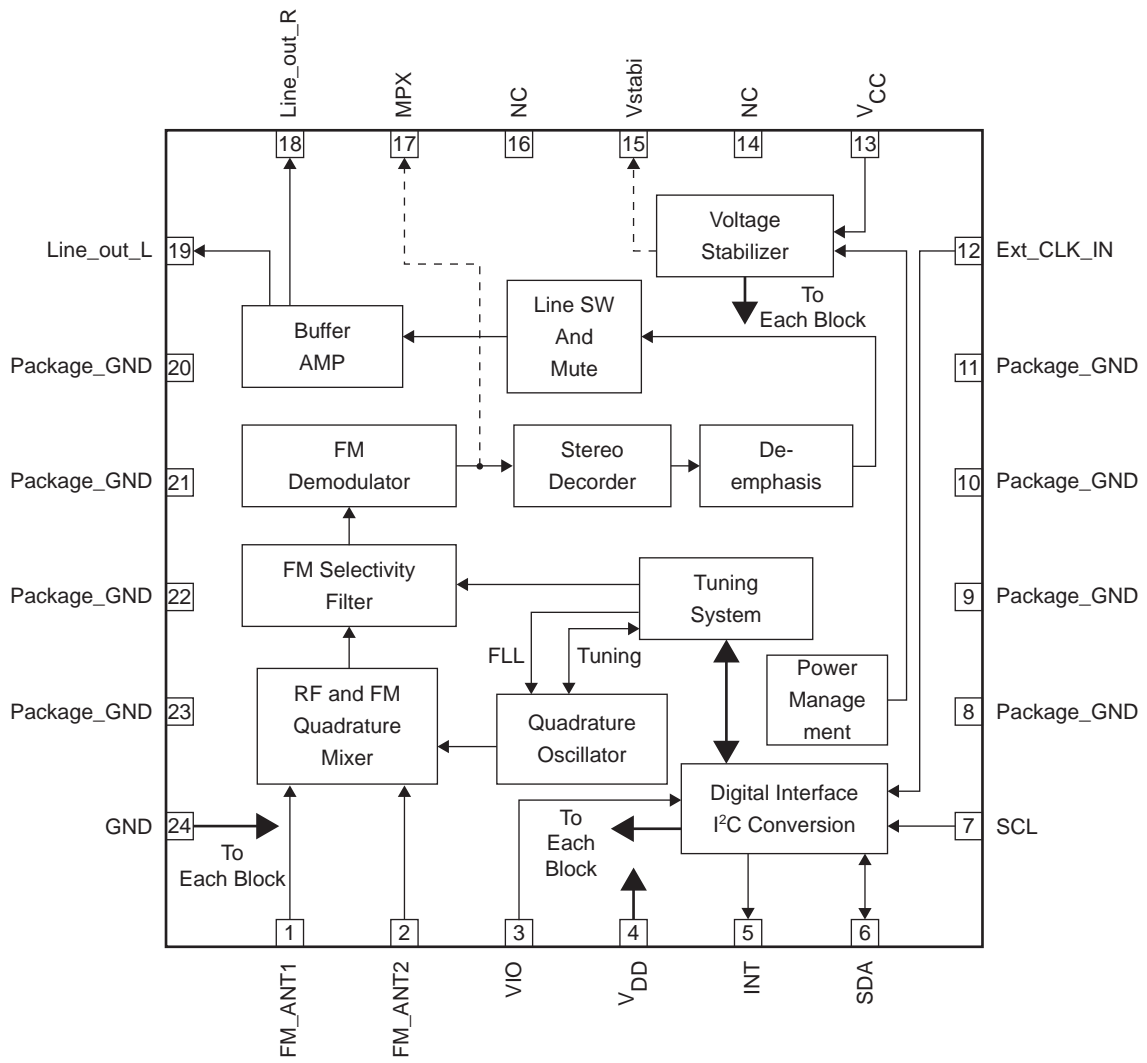 Line_out_R
MPX
NC
Vstabi
NC
VCC
18
17
16
15
14
13
Voltage
Stabilizer
Line_out_L
19
12
Ext_CLK_IN
To
Each Block
Line SW
And
Mute
Buffer
AMP
Package_GND
20
11
Package_GND
FM
Demodulator
Stereo
Decorder
De-
emphasis
Package_GND
21
10
Package_GND
FM Selectivity
Filter
Tuning
System
Package_GND
22
9
Package_GND
FLL
Tuning
RF and FM
Quadrature
Mixer
Quadrature
Oscillator
Power
Manage
ment
Package_GND
23
8
Package_GND
Digital Interface
I²C Conversion
GND
24
To
Each Block
To
Each
Block
7
SCL
1
2
3
4
5
6
FM_ANT1
FM_ANT2
VIO
VDD
INT
SDA